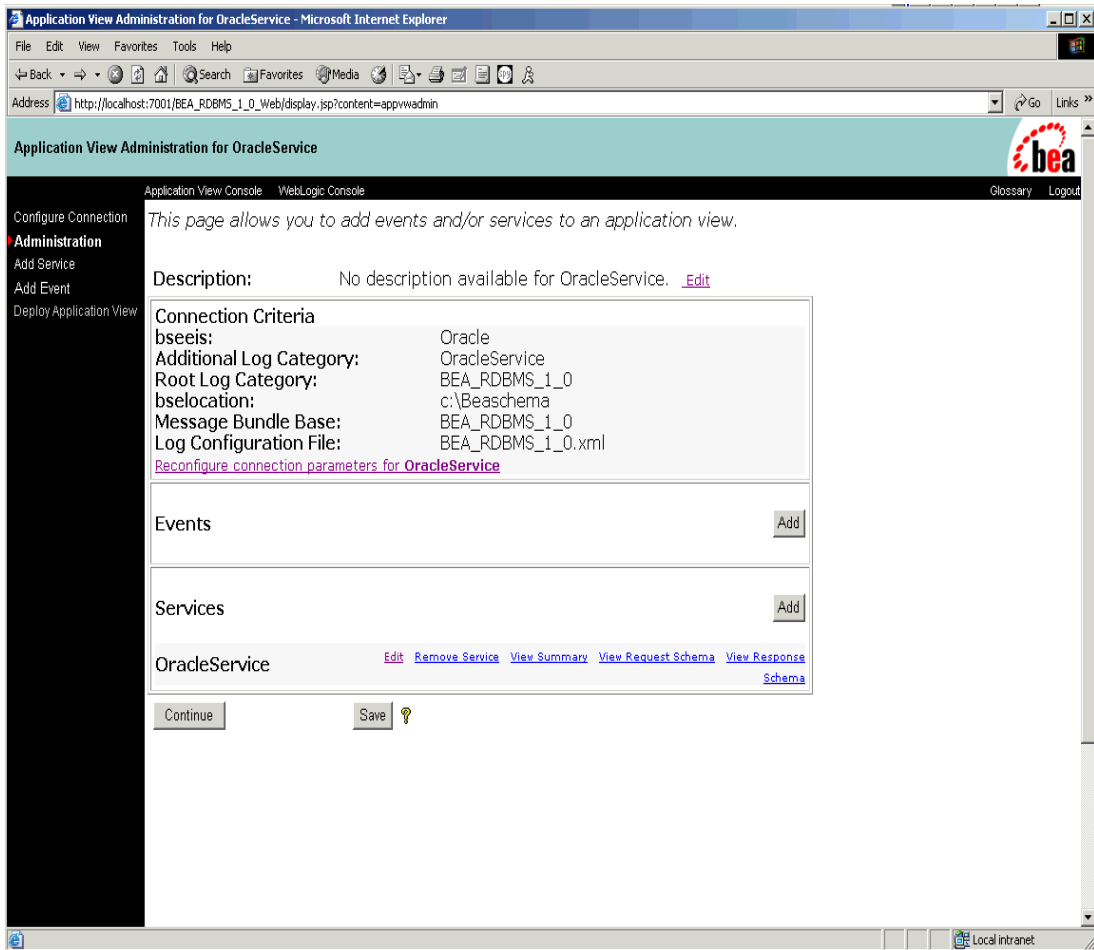 Application View Administration for OracleService - Microsoft Internet Explorer
File Edit View Favorites Tools Help
Back Search Favorites Media
Address http://localhost:7001/BEA_RDBMS_1_0_Web/display.jsp?content=appvwadmin Go Links »
Application View Administration for OracleService
bea
Application View Console WebLogic Console Glossary Logout
Configure Connection
Administration
Add Service
Add Event
Deploy Application View
This page allows you to add events and/or services to an application view.
Description: No description available for OracleService. Edit
Connection Criteria
bseeis: Oracle
Additional Log Category: OracleService
Root Log Category: BEA_RDBMS_1_0
bselocation: c:\Beaschema
Message Bundle Base: BEA_RDBMS_1_0
Log Configuration File: BEA_RDBMS_1_0.xml
Reconfigure connection parameters for OracleService
Events Add
Services Add
OracleService Edit Remove Service View Summary View Request Schema View Response
Schema
Continue Save ?
Local intranet